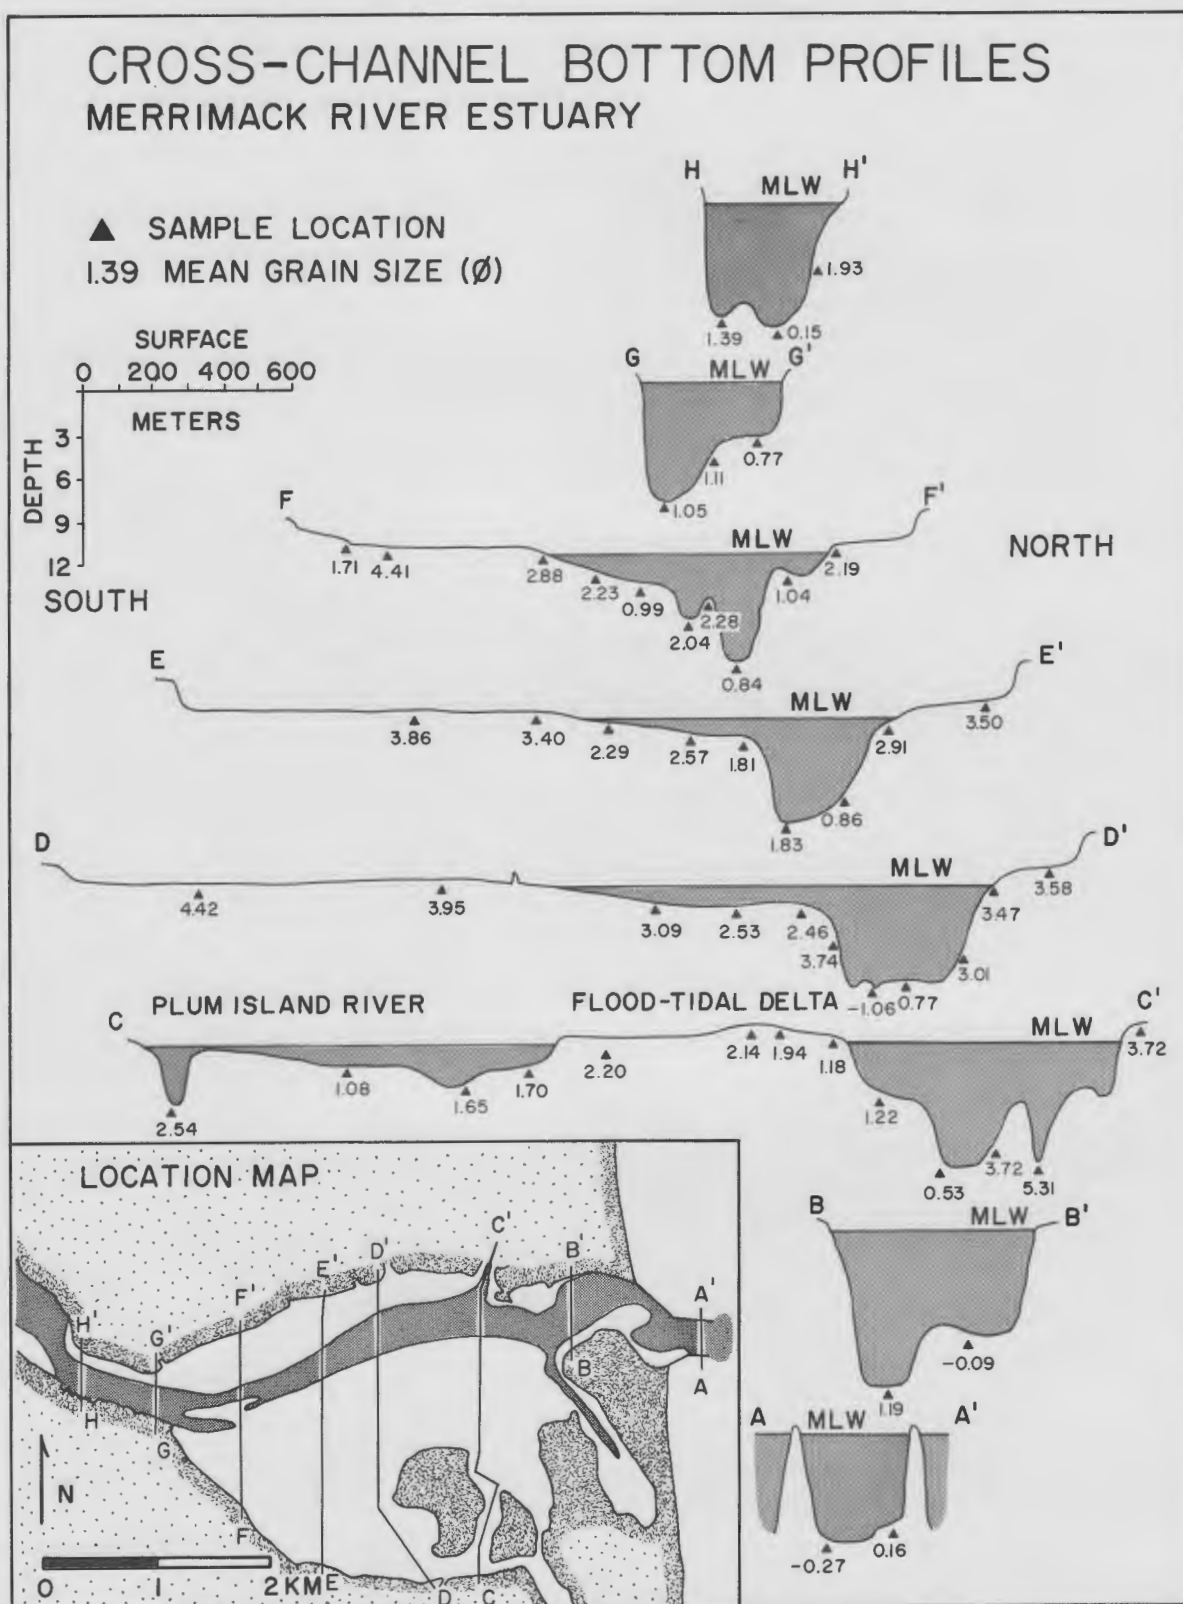 CROSS-CHANNEL BOTTOM PROFILES
MERRIMACK RIVER ESTUARY
▲ SAMPLE LOCATION
1.39 MEAN GRAIN SIZE (Ø)
SURFACE
0 200 400 600
METERS
DEPTH
3
6
9
12
SOUTH
NORTH
H MLW H'
1.93
1.39 0.15
G MLW G'
0.77
1.11
1.05
F MLW F'
1.71 4.41 2.88 2.23 0.99 2.04 2.28 0.84 1.04 2.19
E MLW E'
3.86 3.40 2.29 2.57 1.81 1.83 0.86 2.91 3.50
D MLW D'
4.42 3.95 3.09 2.53 2.46 3.74 -1.06 0.77 3.01 3.47 3.58
PLUM ISLAND RIVER FLOOD-TIDAL DELTA
C MLW C'
2.54 1.08 1.65 1.70 2.20 2.14 1.94 1.18 1.22 0.53 3.72 5.31 3.72
B MLW B'
-0.09
1.19
A MLW A'
-0.27 0.16
LOCATION MAP
H' G' F' E' D' C' B' A'
H G F E D C B A
N
0 1 2 KM